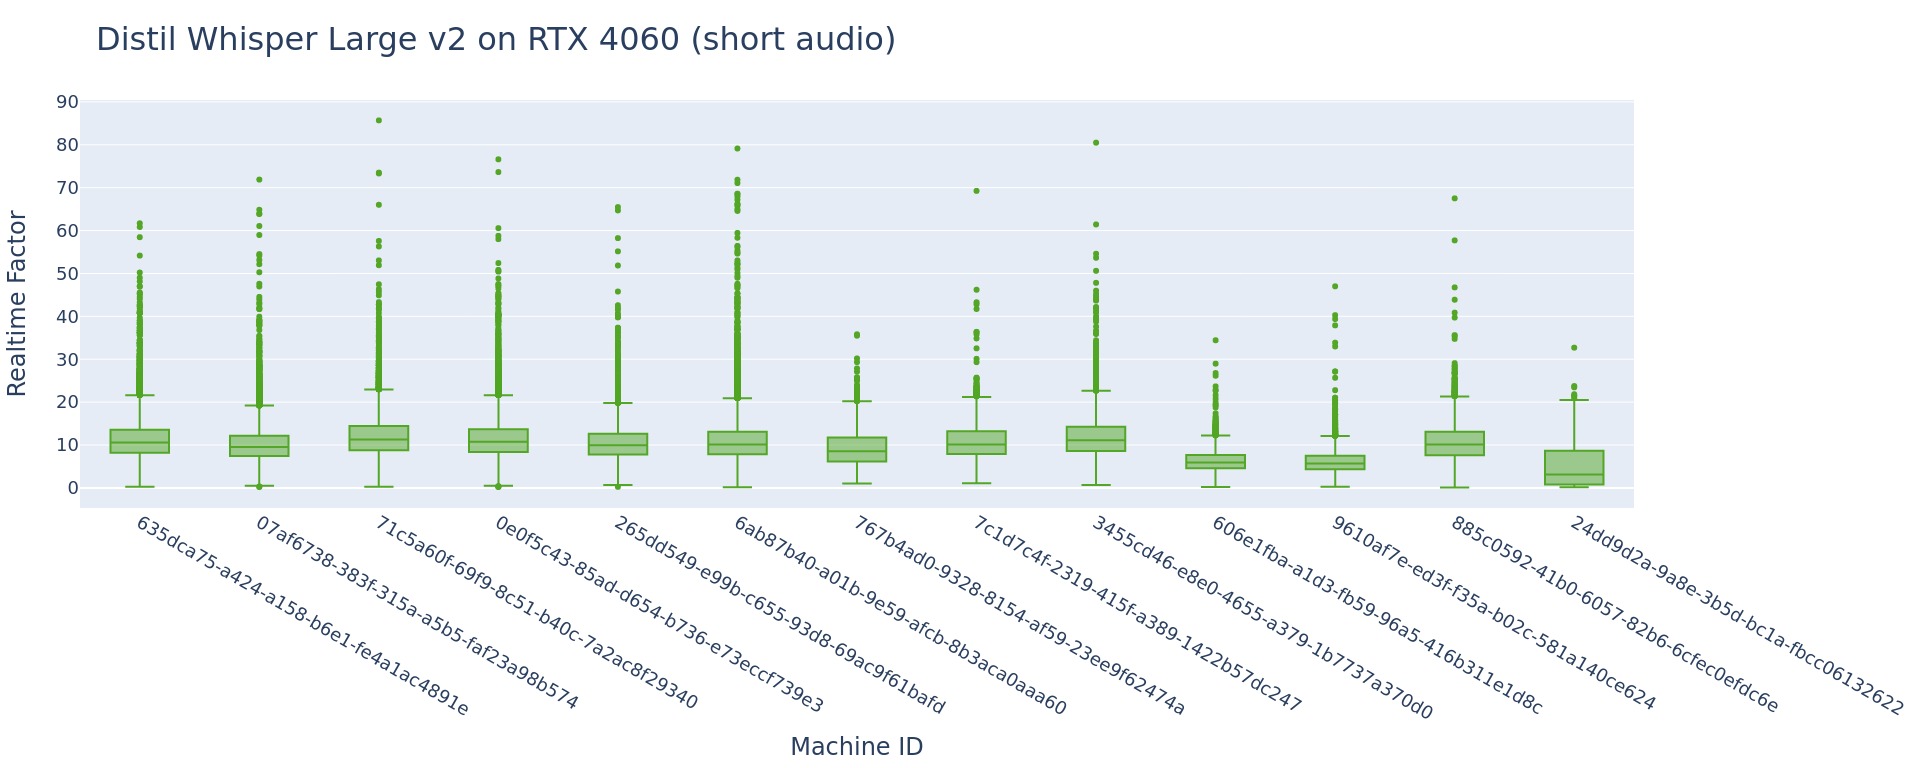 Distil Whisper Large v2 on RTX 4060 (short audio)
90
80
70
60
50
40
30
20
10
0
Realtime Factor
635dca75-a424-a158-b6e1-fe4a1ac4891e
07af6738-383f-315a-a5b5-faf23a98b574
71c5a60f-69f9-8c51-b40c-7a2ac8f29340
0e0f5c43-85ad-d654-b736-e73eccf739e3
265dd549-e99b-c655-93d8-69ac9f61bafd
6ab87b40-a01b-9e59-afcb-8b3aca0aaa60
767b4ad0-9328-8154-af59-23ee9f62474a
7c1d7c4f-2319-415f-a389-1422b57dc247
3455cd46-e8e0-4655-a379-1b7737a370d0
606e1fba-a1d3-fb59-96a5-416b311e1d8c
9610af7e-ed3f-f35a-b02c-581a140ce624
885c0592-41b0-6057-82b6-6cfec0efdc6e
24dd9d2a-9a8e-3b5d-bc1a-fbcc06132622
Machine ID